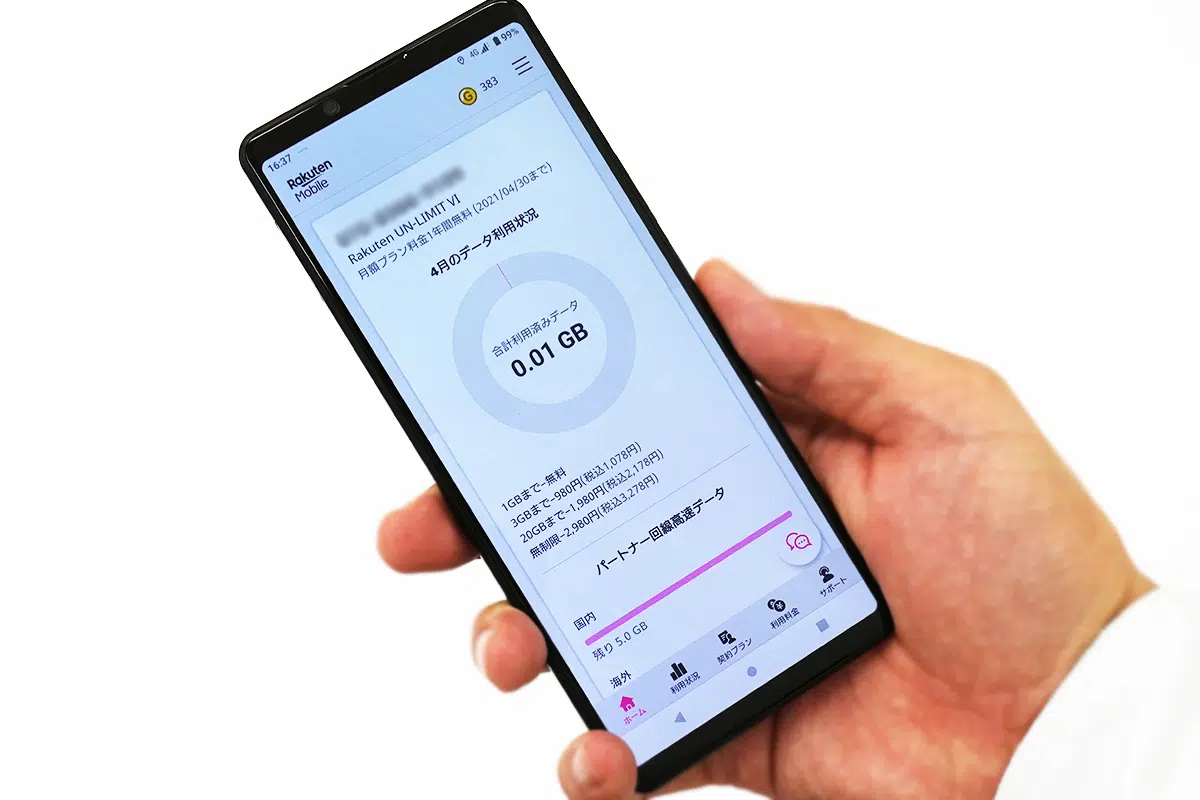 16:37
4G 99%
G 383
Rakuten
Mobile
Rakuten UN-LIMIT VI
月額プラン料金1年間無料 (2021/04/30まで)
4月のデータ利用状況
合計利用済みデータ
0.01 GB
1GBまで−無料
3GBまで−980円(税込1,078円)
20GBまで−1,980円(税込2,178円)
無制限−2,980円(税込3,278円)
パートナー回線高速データ
国内
残り 5.0 GB
海外
ホーム
利用状況
契約プラン
利用料金
サポート